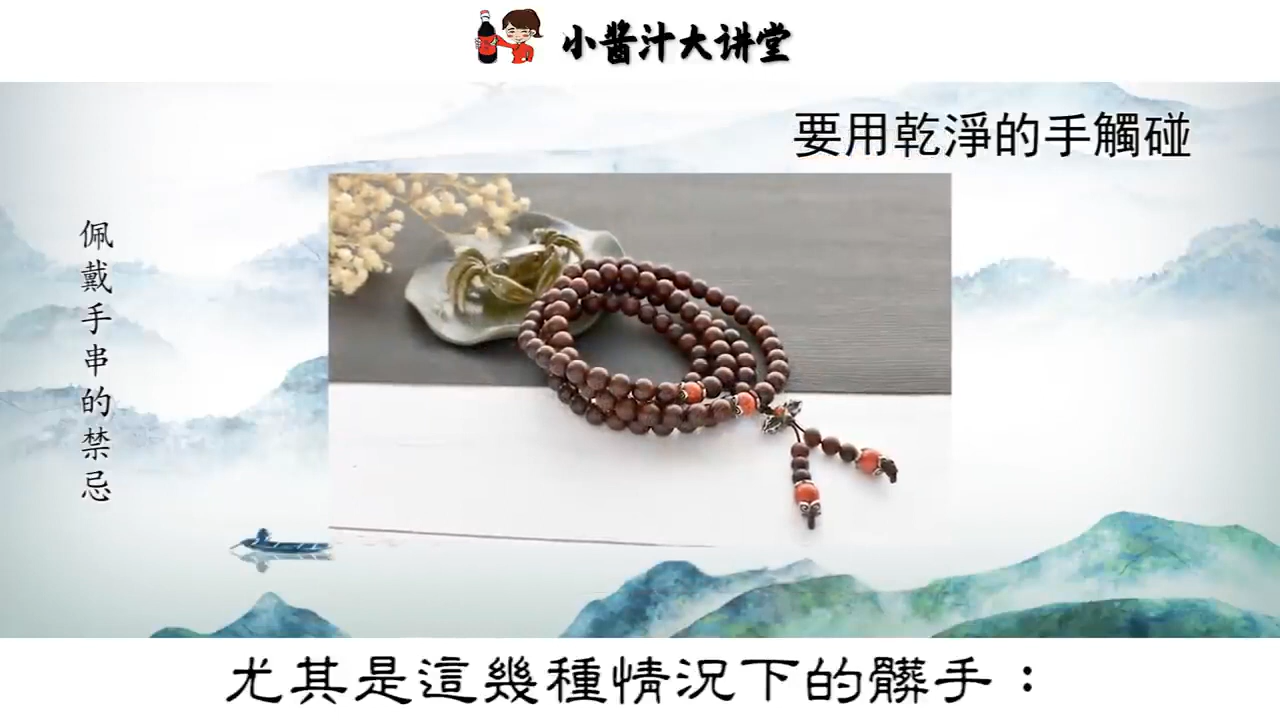 小酱汁大讲堂
要用乾淨的手觸碰
佩戴手串的禁忌
尤其是這幾種情況下的髒手：